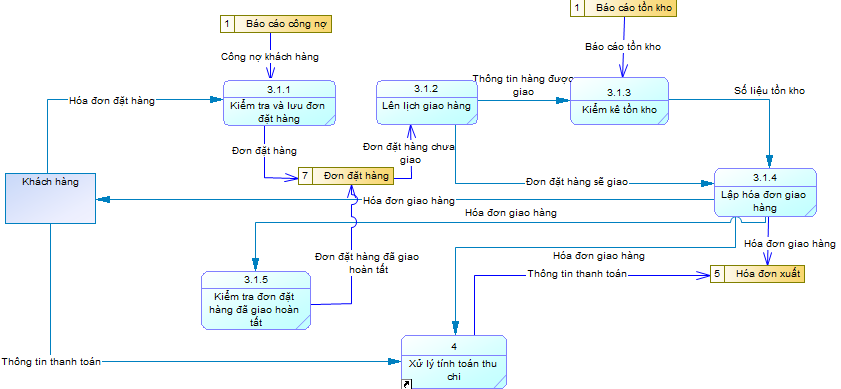 1 Báo cáo công nợ
1 Báo cáo tồn kho
Công nợ khách hàng
Báo cáo tồn kho
3.1.1
Kiểm tra và lưu đơn
đặt hàng
3.1.2
Lên lịch giao hàng
Thông tin hàng được
giao
3.1.3
Kiểm kê tồn kho
Số liệu tồn kho
Hóa đơn đặt hàng
Đơn đặt hàng
Đơn đặt hàng chưa
giao
7 Đơn đặt hàng
Khách hàng
Đơn đặt hàng sẽ giao
3.1.4
Lập hóa đơn giao
hàng
Hóa đơn giao hàng
Hóa đơn giao hàng
Hóa đơn giao hàng
Hóa đơn giao hàng
Đơn đặt hàng đã giao
hoàn tất
Thông tin thanh toán
5 Hóa đơn xuất
3.1.5
Kiểm tra đơn đặt
hàng đã giao hoàn
tất
4
Xử lý tính toán thu
chi
Thông tin thanh toán